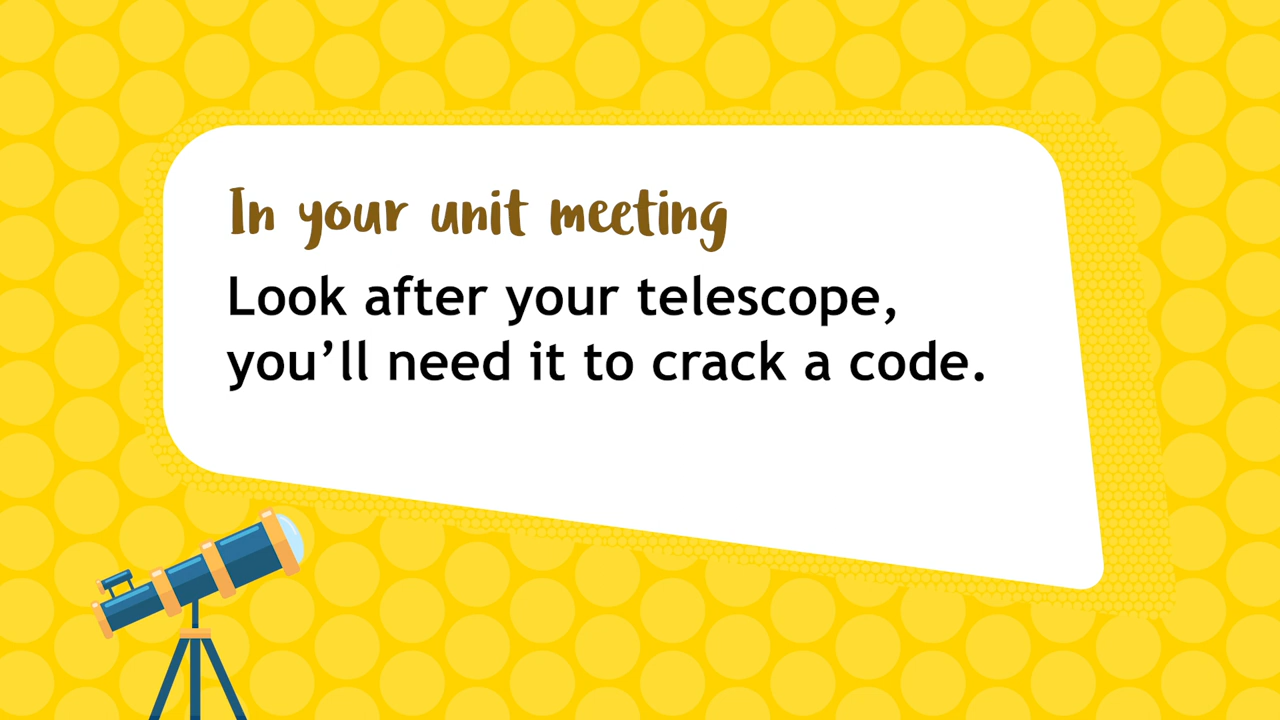 In your unit meeting
Look after your telescope,
you’ll need it to crack a code.